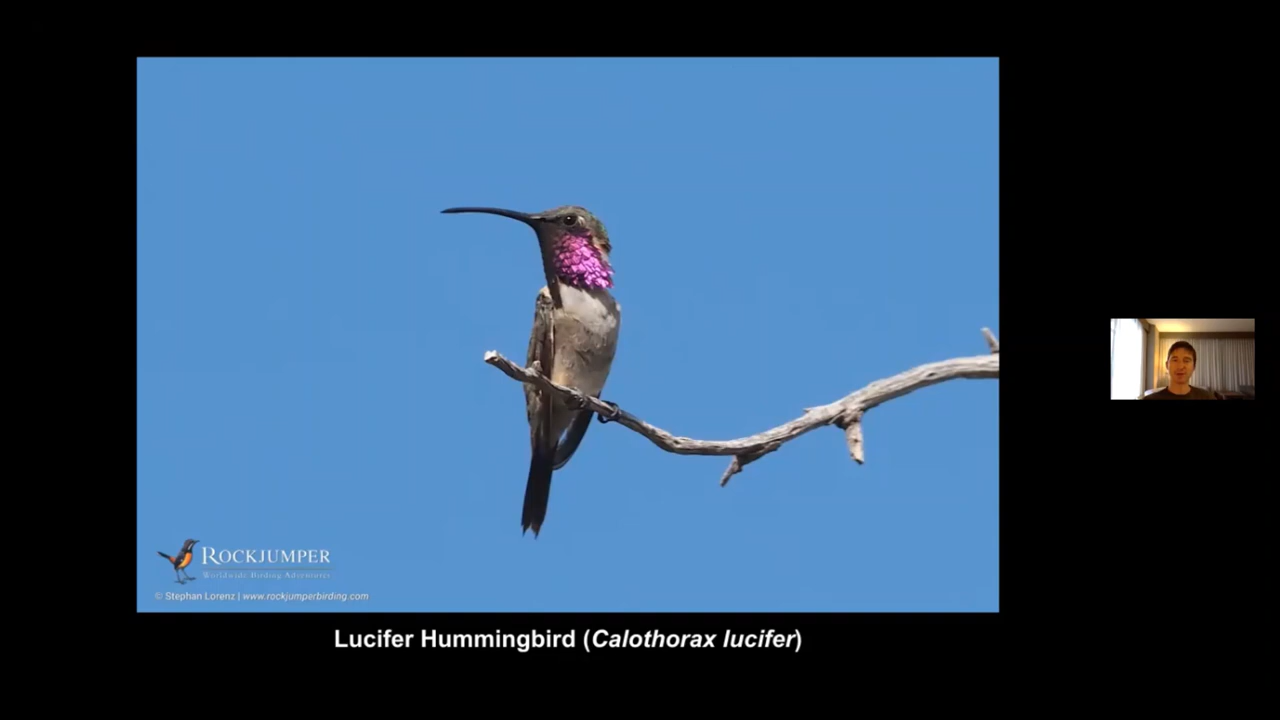 ROCKJUMPER
Worldwide Birding Adventures
© Stephan Lorenz | www.rockjumperbirding.com
Lucifer Hummingbird (Calothorax lucifer)